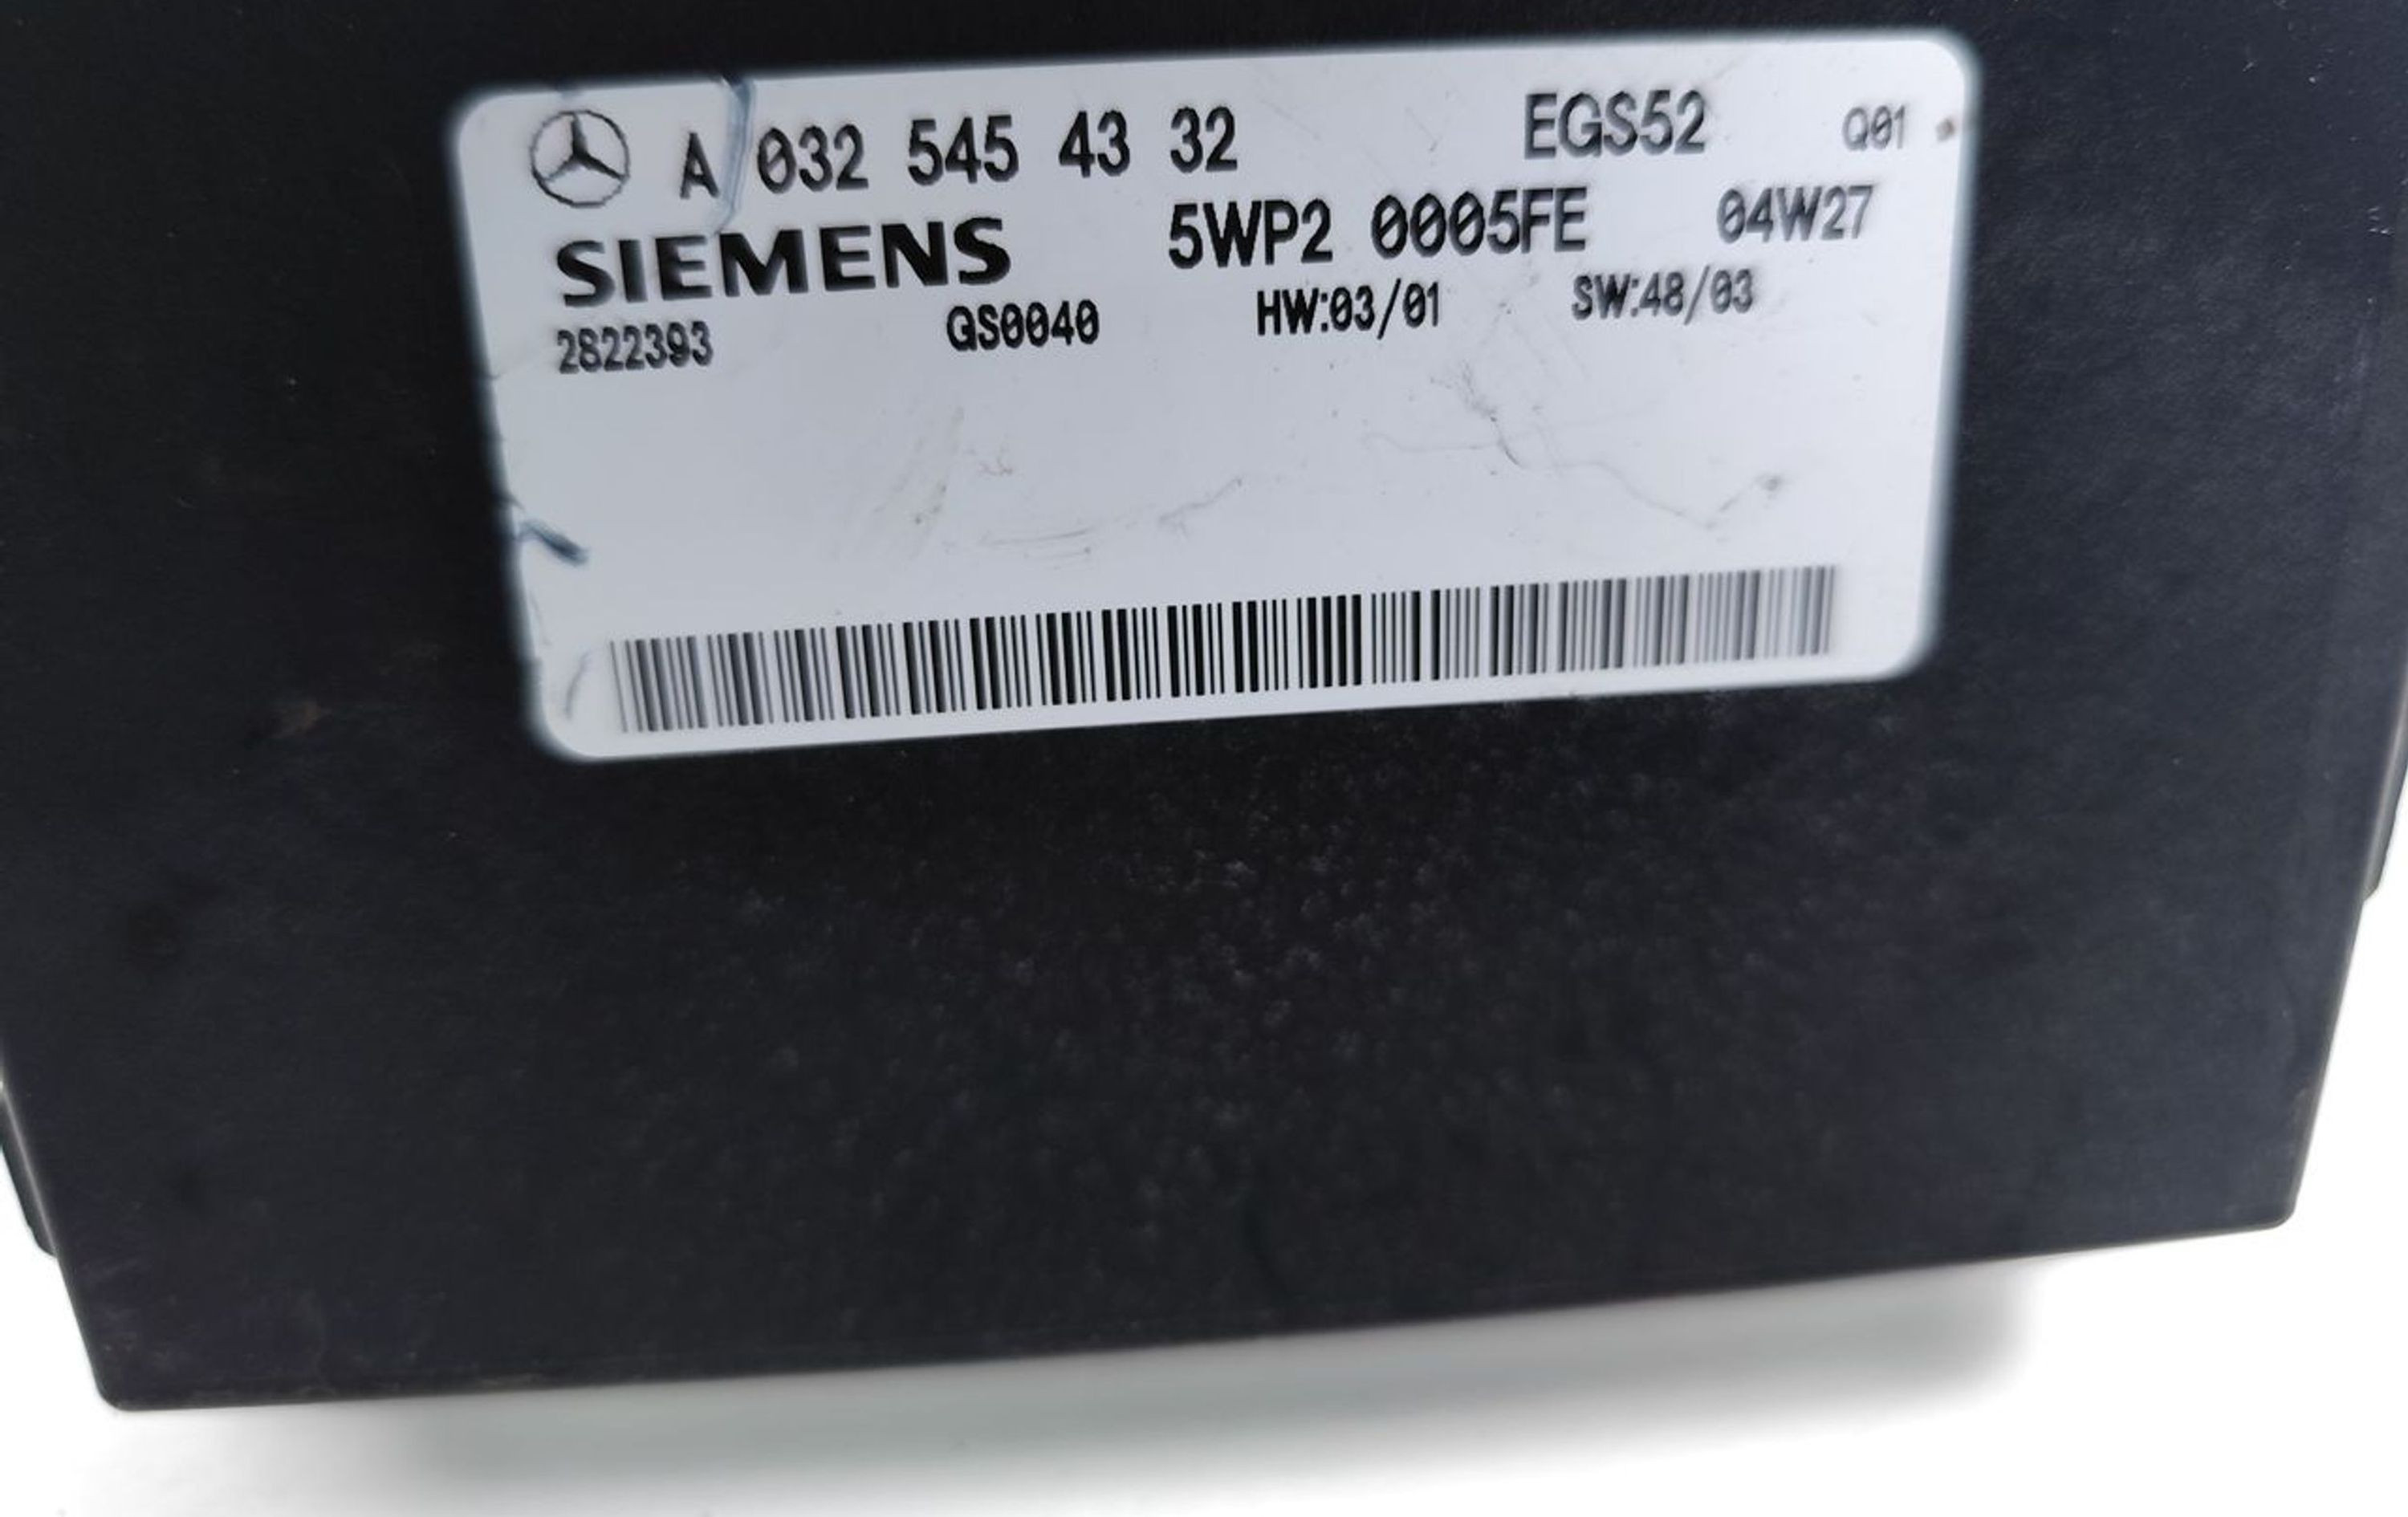 A 032 545 43 32 EGS52 Q01
SIEMENS 5WP2 0005FE 04W27
2822393 GS0040 HW:03/01 SW:48/03